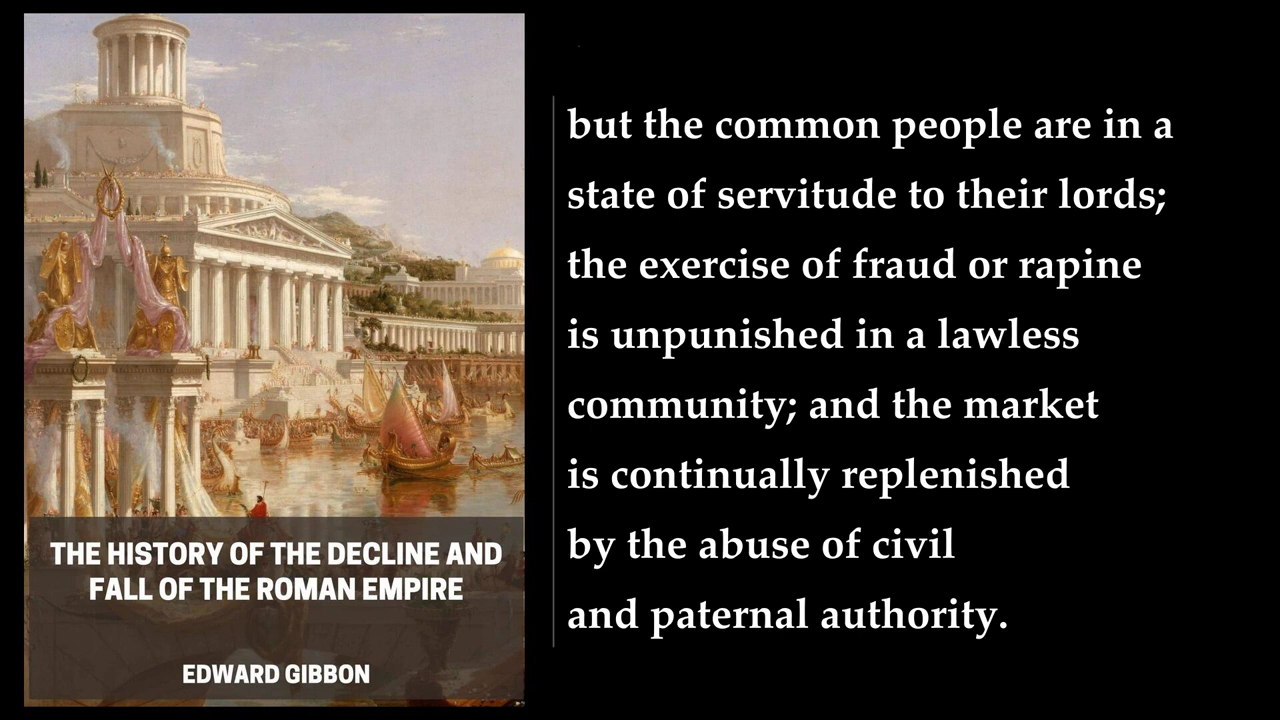 THE HISTORY OF THE DECLINE AND
FALL OF THE ROMAN EMPIRE
EDWARD GIBBON
but the common people are in a
state of servitude to their lords;
the exercise of fraud or rapine
is unpunished in a lawless
community; and the market
is continually replenished
by the abuse of civil
and paternal authority.